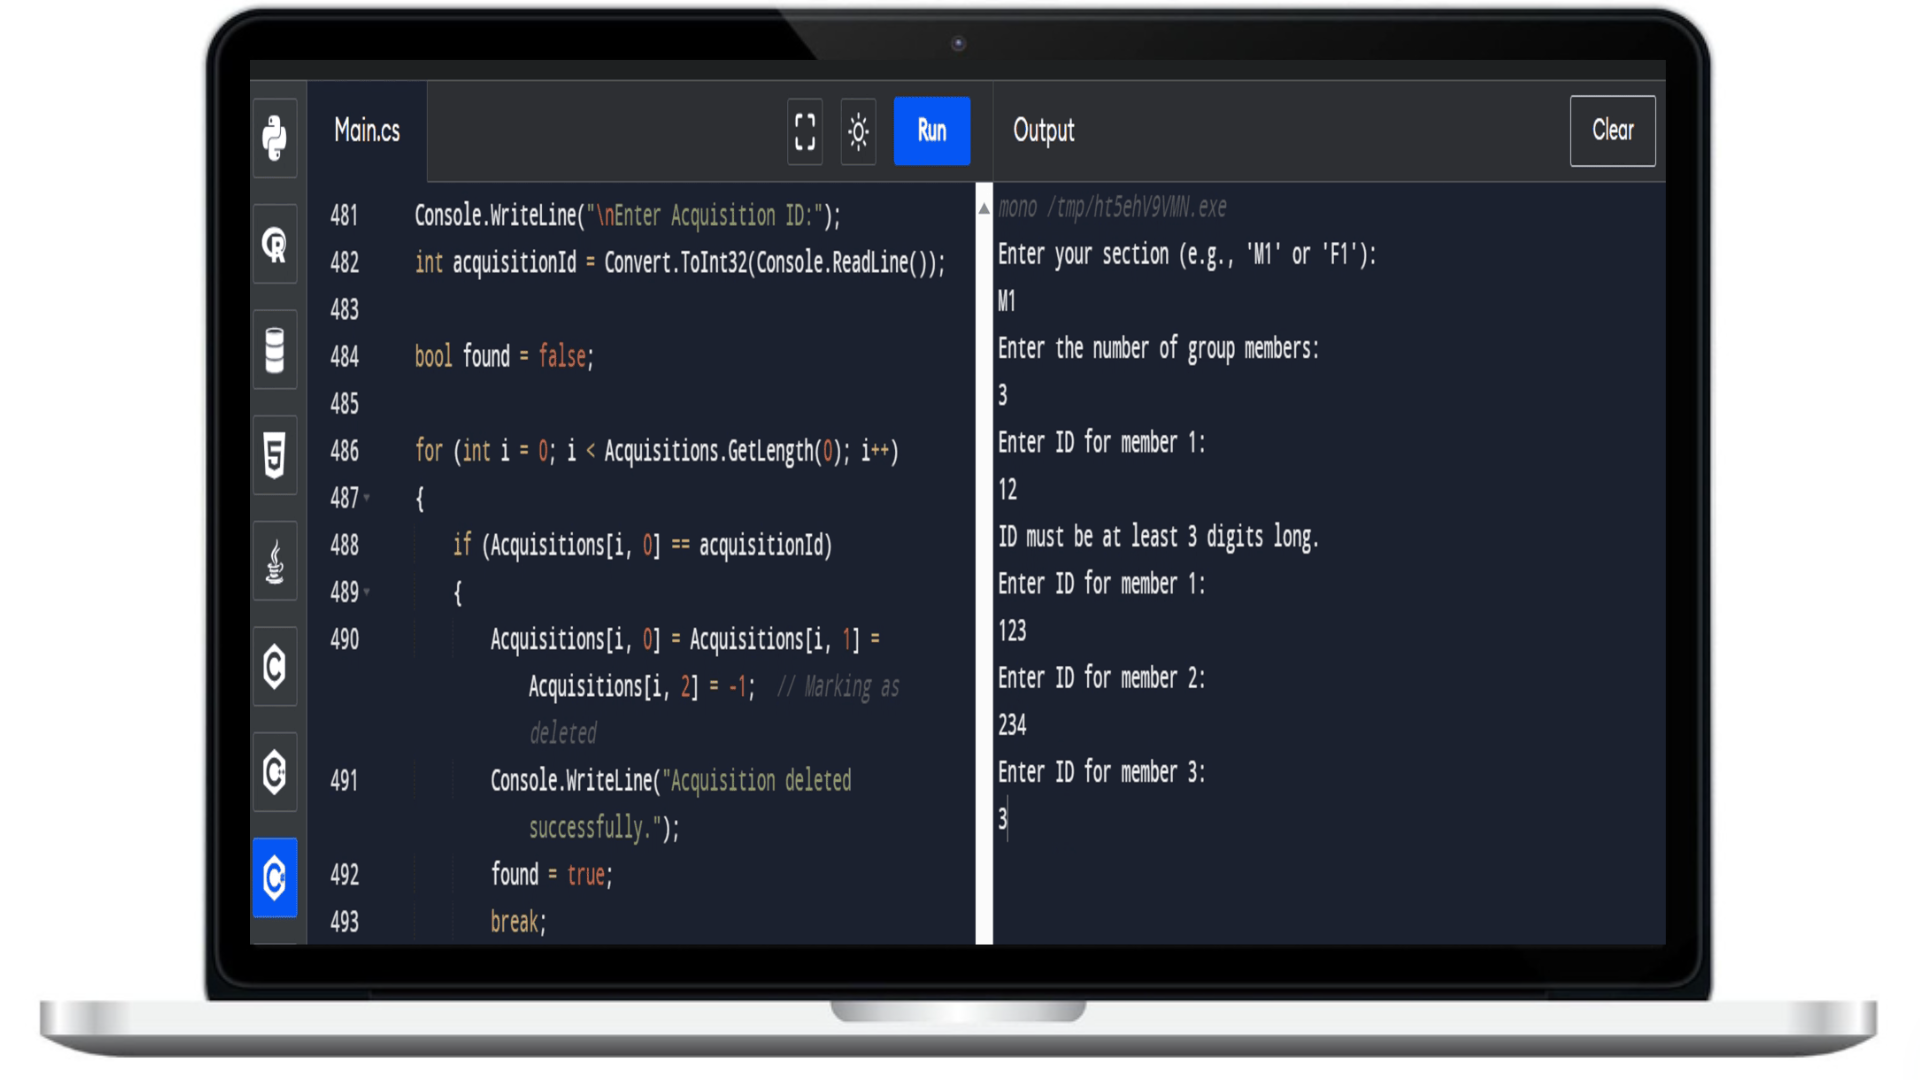 Main.cs
Run
Output
Clear
481 Console.WriteLine("\nEnter Acquisition ID:");
482 int acquisitionId = Convert.ToInt32(Console.ReadLine());
483
484 bool found = false;
485
486 for (int i = 0; i < Acquisitions.GetLength(0); i++)
487 {
488 if (Acquisitions[i, 0] == acquisitionId)
489 {
490 Acquisitions[i, 0] = Acquisitions[i, 1] =
Acquisitions[i, 2] = -1; // Marking as
deleted
491 Console.WriteLine("Acquisition deleted
successfully.");
492 found = true;
493 break;
mono /tmp/ht5ehV9VMN.exe
Enter your section (e.g., 'M1' or 'F1'):
M1
Enter the number of group members:
3
Enter ID for member 1:
12
ID must be at least 3 digits long.
Enter ID for member 1:
123
Enter ID for member 2:
234
Enter ID for member 3:
3